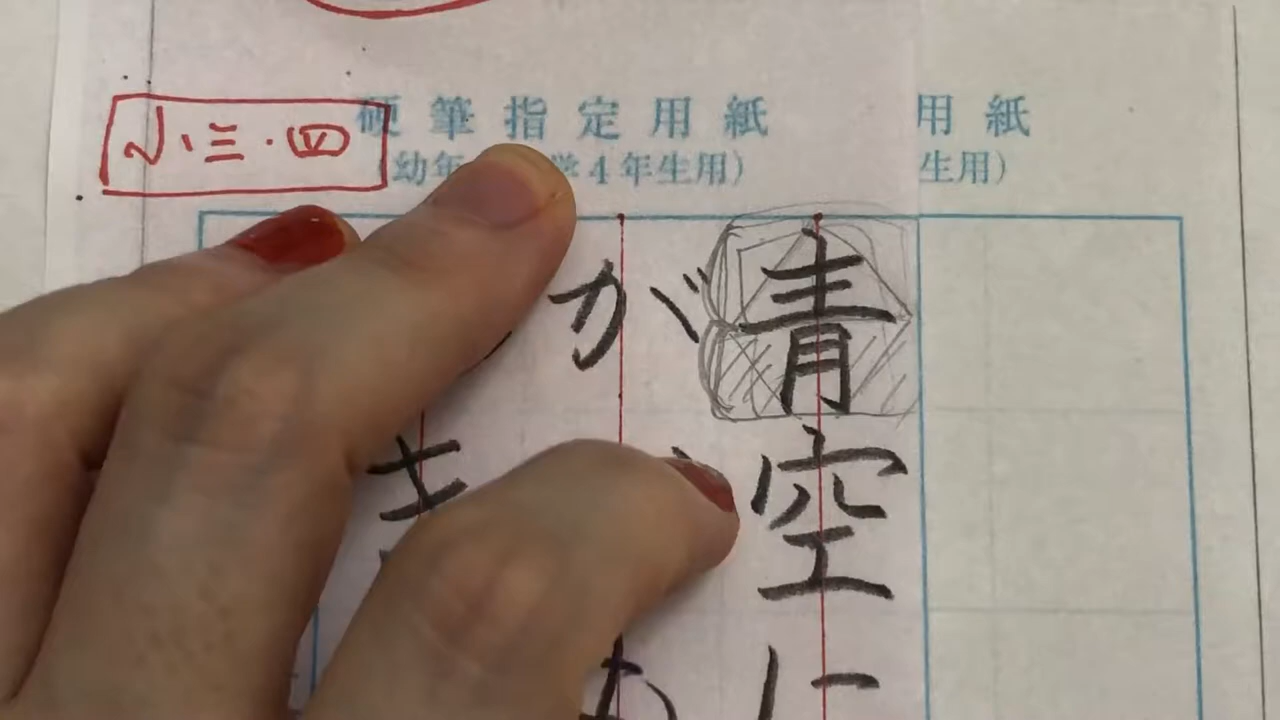 小・三・四
硬筆指定用紙
用紙
(幼年 学4年生用)
生用)
青空に
が